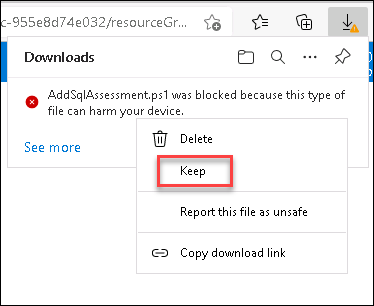 c-955e8d74e032/resourceGr...
Downloads
AddSqlAssessment.ps1 was blocked because this type of
file can harm your device.
See more
Delete
Keep
Report this file as unsafe
Copy download link